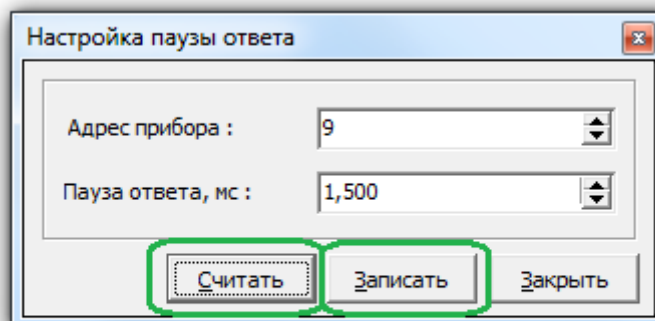 Настройка паузы ответа
Адрес прибора : 9
Пауза ответа, мс : 1,500
Считать Записать Закрыть